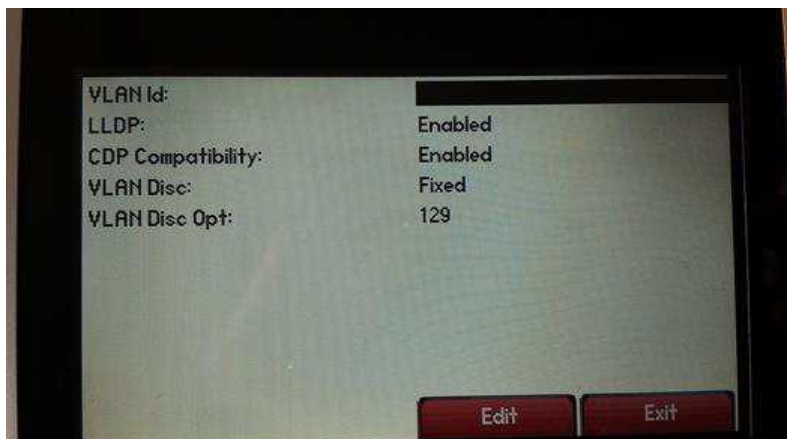 VLAN Id:
LLDP: Enabled
CDP Compatibility: Enabled
VLAN Disc: Fixed
VLAN Disc Opt: 129
Edit Exit